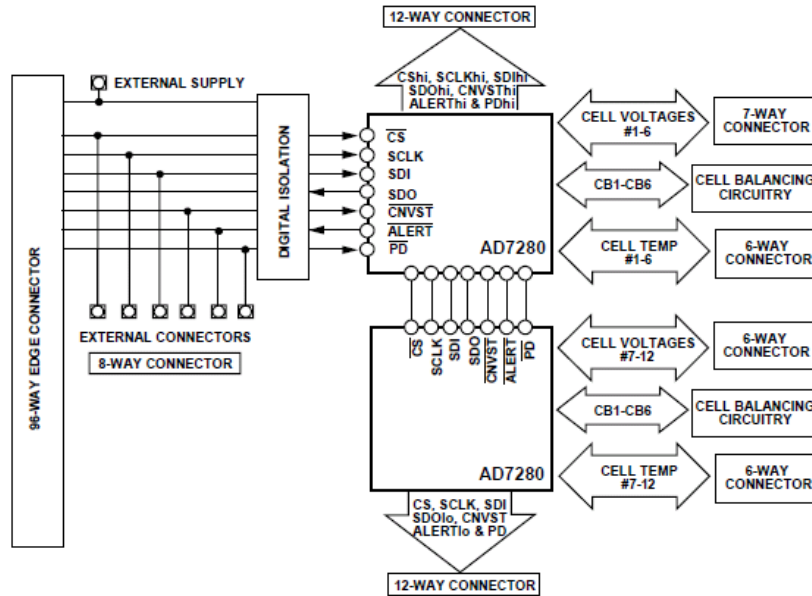 12-WAY CONNECTOR
CShi, SCLKhi, SDIhi
SDOhi, CNVSThi
ALERThi & PDhi
EXTERNAL SUPPLY
96-WAY EDGE CONNECTOR
DIGITAL ISOLATION
CS
SCLK
SDI
SDO
CNVST
ALERT
PD
AD7280
CELL VOLTAGES
#1-6
7-WAY
CONNECTOR
CB1-CB6
CELL BALANCING
CIRCUITRY
CELL TEMP
#1-6
6-WAY
CONNECTOR
EXTERNAL CONNECTORS
8-WAY CONNECTOR
CS
SCLK
SDI
SDO
CNVST
ALERT
PD
AD7280
CELL VOLTAGES
#7-12
6-WAY
CONNECTOR
CB1-CB6
CELL BALANCING
CIRCUITRY
CELL TEMP
#7-12
6-WAY
CONNECTOR
CS, SCLK, SDI
SDOlo, CNVST
ALERTlo & PD
12-WAY CONNECTOR